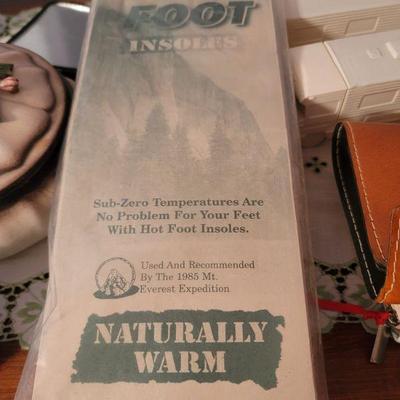 FOOT
INSOLES
Sub-Zero Temperatures Are
No Problem For Your Feet
With Hot Foot Insoles.
Used And Recommended
By The 1985 Mt.
Everest Expedition
NATURALLY
WARM